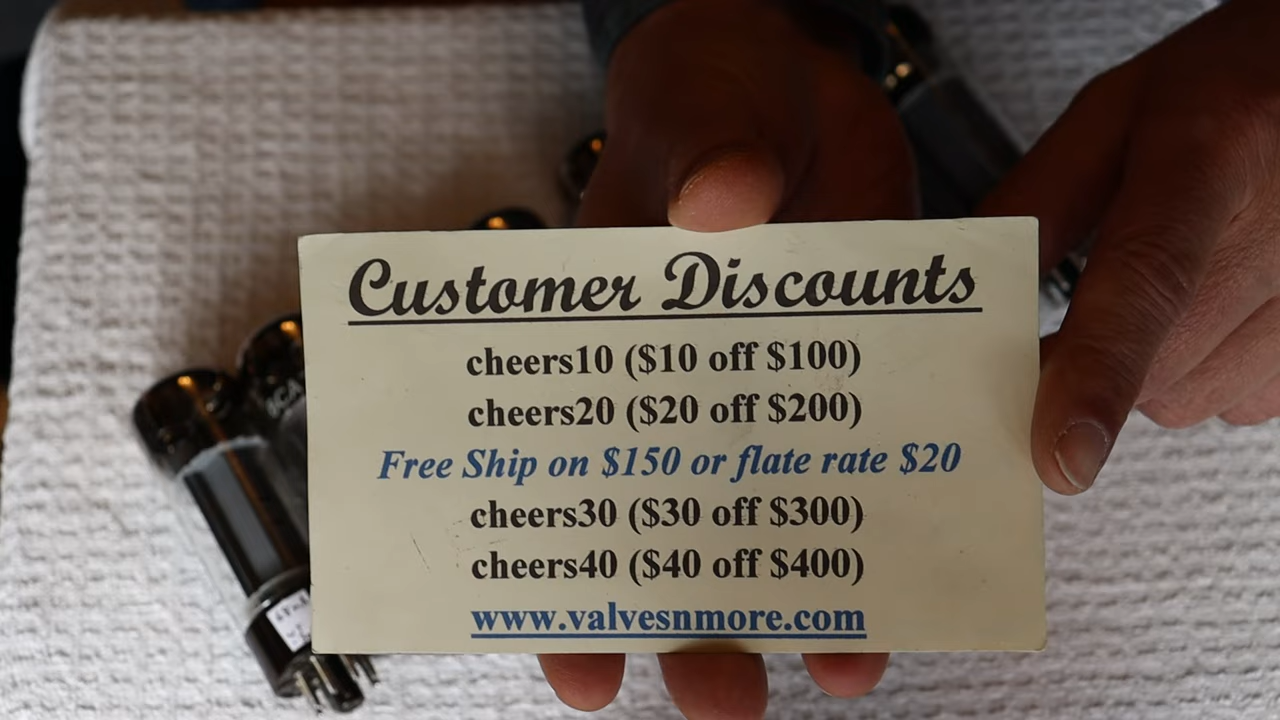 Customer Discounts
cheers10 ($10 off $100)
cheers20 ($20 off $200)
Free Ship on $150 or flate rate $20
cheers30 ($30 off $300)
cheers40 ($40 off $400)
www.valvesnmore.com